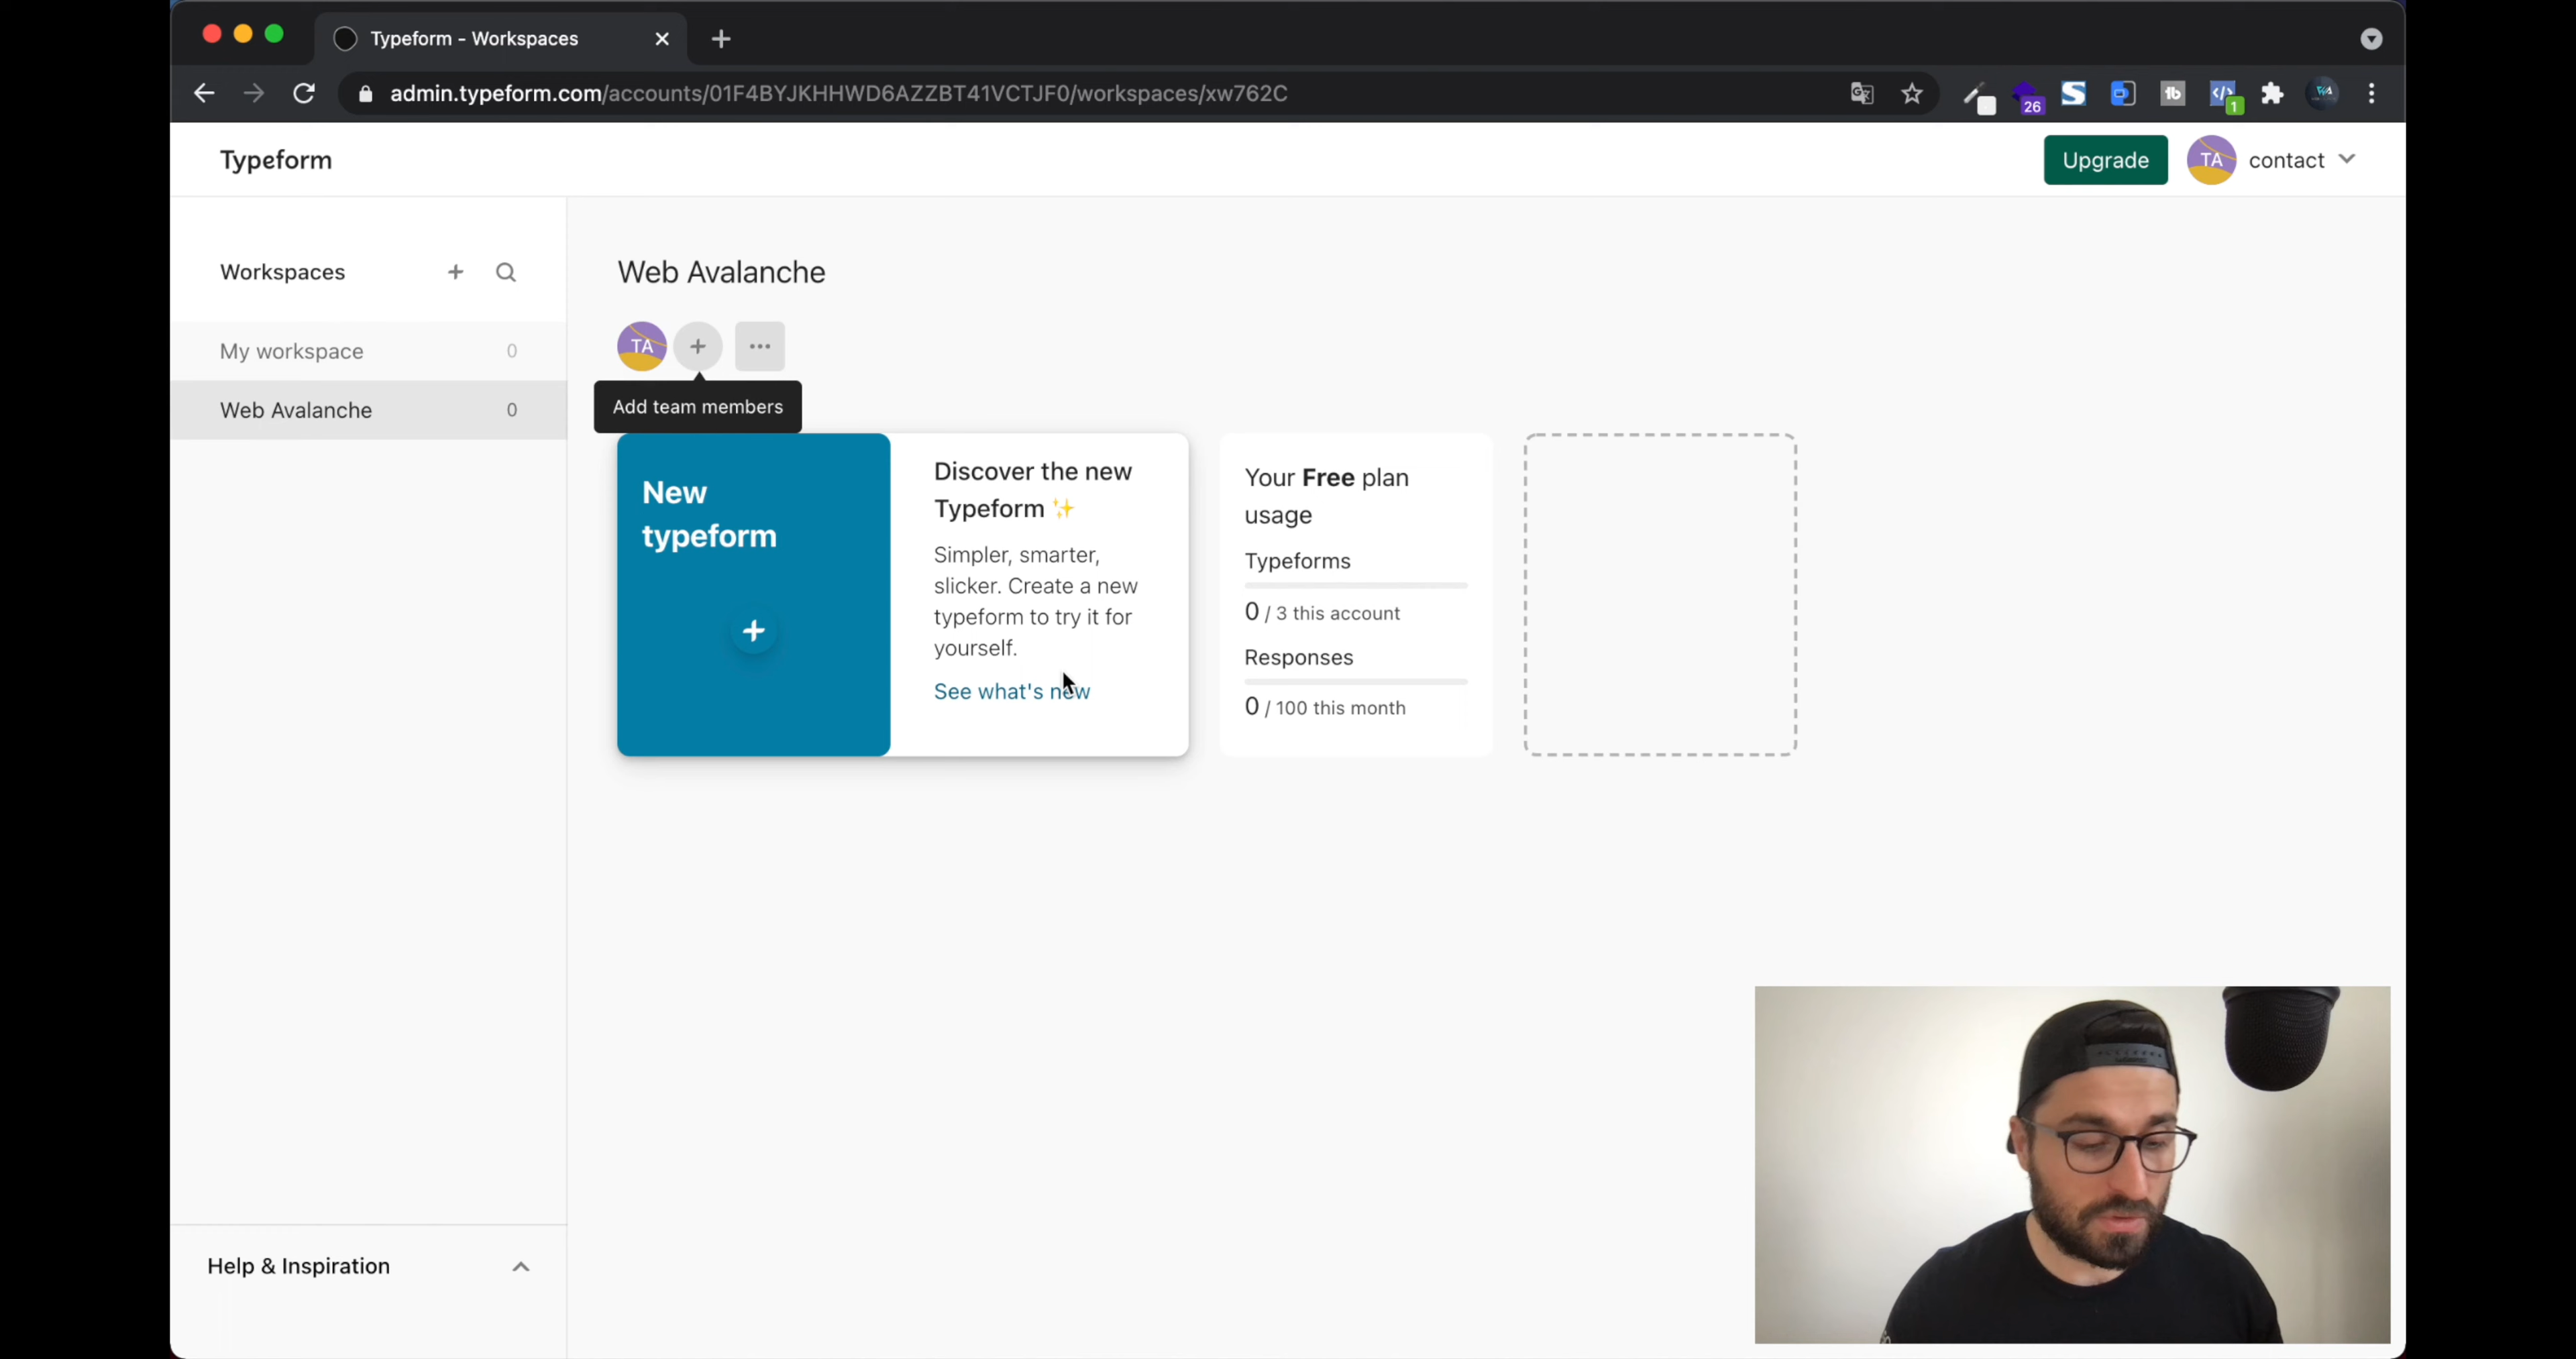 Typeform - Workspaces
admin.typeform.com/accounts/01F4BYJKHHWD6AZZBT41VCTJF0/workspaces/xw762C
26
1
Typeform
Upgrade
TA
contact
Workspaces
My workspace 0
Web Avalanche 0
Web Avalanche
TA
Add team members
New
typeform
Discover the new
Typeform ✨
Simpler, smarter,
slicker. Create a new
typeform to try it for
yourself.
See what's new
Your Free plan
usage
Typeforms
0 / 3 this account
Responses
0 / 100 this month
Help & Inspiration